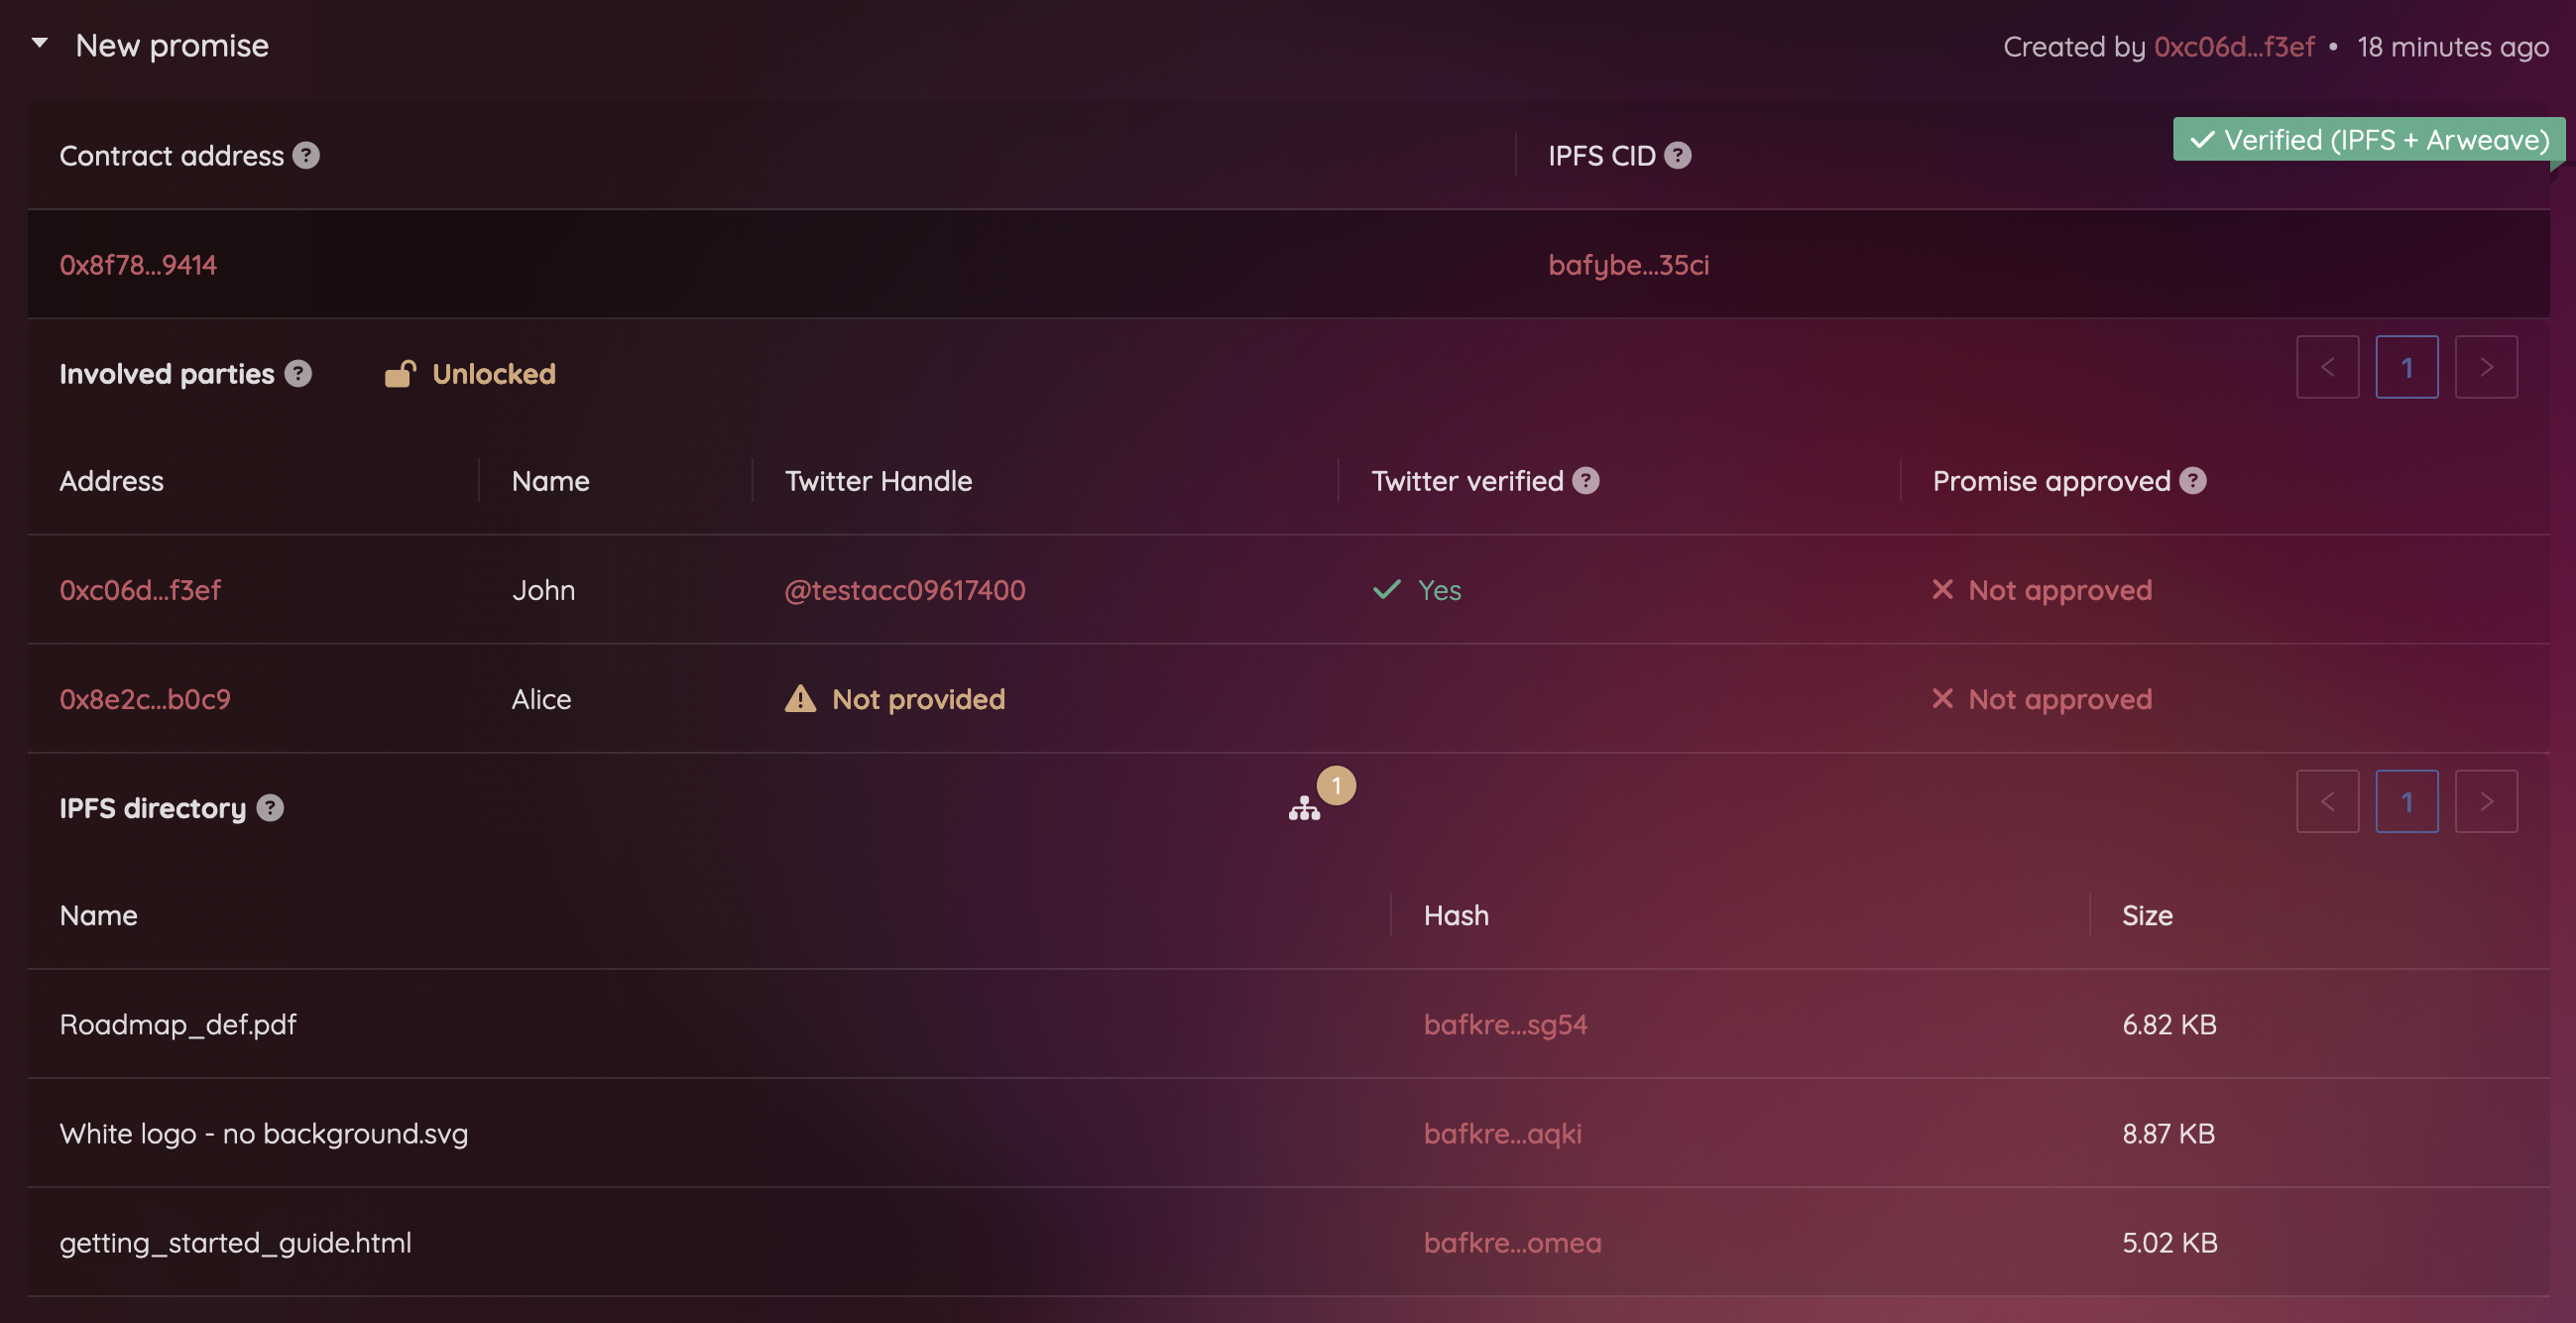 New promise
Created by 0xc06d...f3ef • 18 minutes ago
Contract address ?
IPFS CID ?
Verified (IPFS + Arweave)
0x8f78...9414
bafybe...35ci
Involved parties ?
Unlocked
< 1 >
Address
Name
Twitter Handle
Twitter verified ?
Promise approved ?
0xc06d...f3ef
John
@testacc09617400
Yes
Not approved
0x8e2c...b0c9
Alice
Not provided
Not approved
IPFS directory ?
1
< 1 >
Name
Hash
Size
Roadmap_def.pdf
bafkre...sg54
6.82 KB
White logo - no background.svg
bafkre...aqki
8.87 KB
getting_started_guide.html
bafkre...omea
5.02 KB